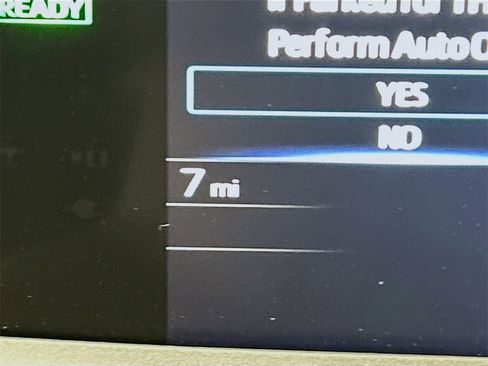 READY
Perform Auto
YES
NO
7 mi